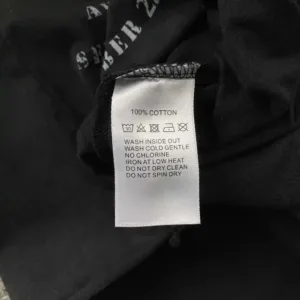 100% COTTON
WASH INSIDE OUT
WASH COLD GENTLE
NO CHLORINE
IRON AT LOW HEAT
DO NOT DRY CLEAN
DO NOT SPIN DRY